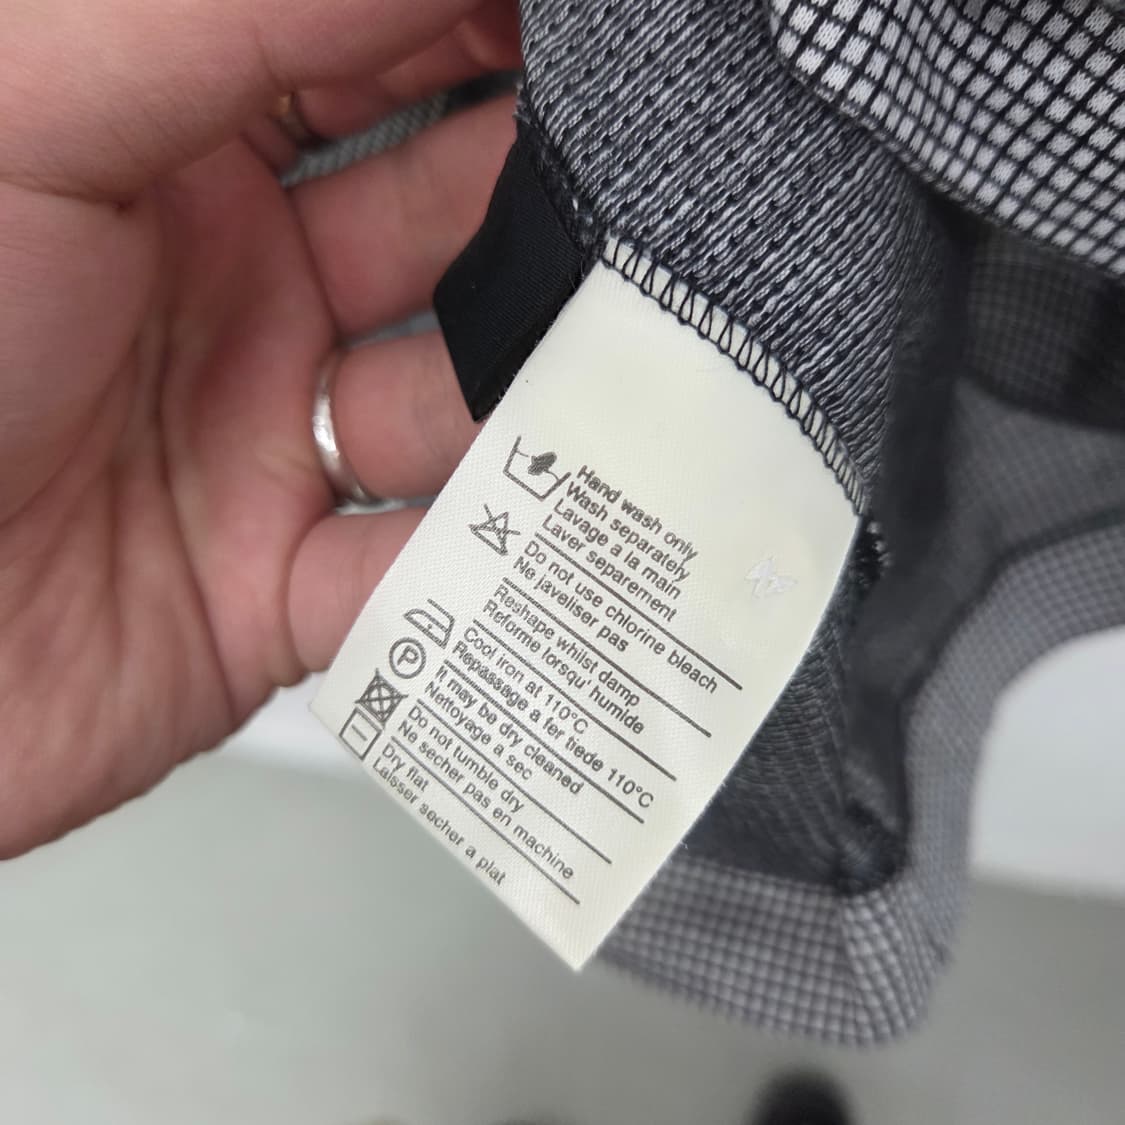 Hand wash only
Wash separately
Lavage a la main
Laver separement
Do not use chlorine bleach
Ne javeliser pas
Reshape whilst damp
Reforme lorsqu' humide
Cool iron at 110°C
Repassage a fer tiede 110°C
P
It may be dry cleaned
Nettoyage a sec
Do not tumble dry
Ne secher pas en machine
Dry flat
Laisser secher a plat